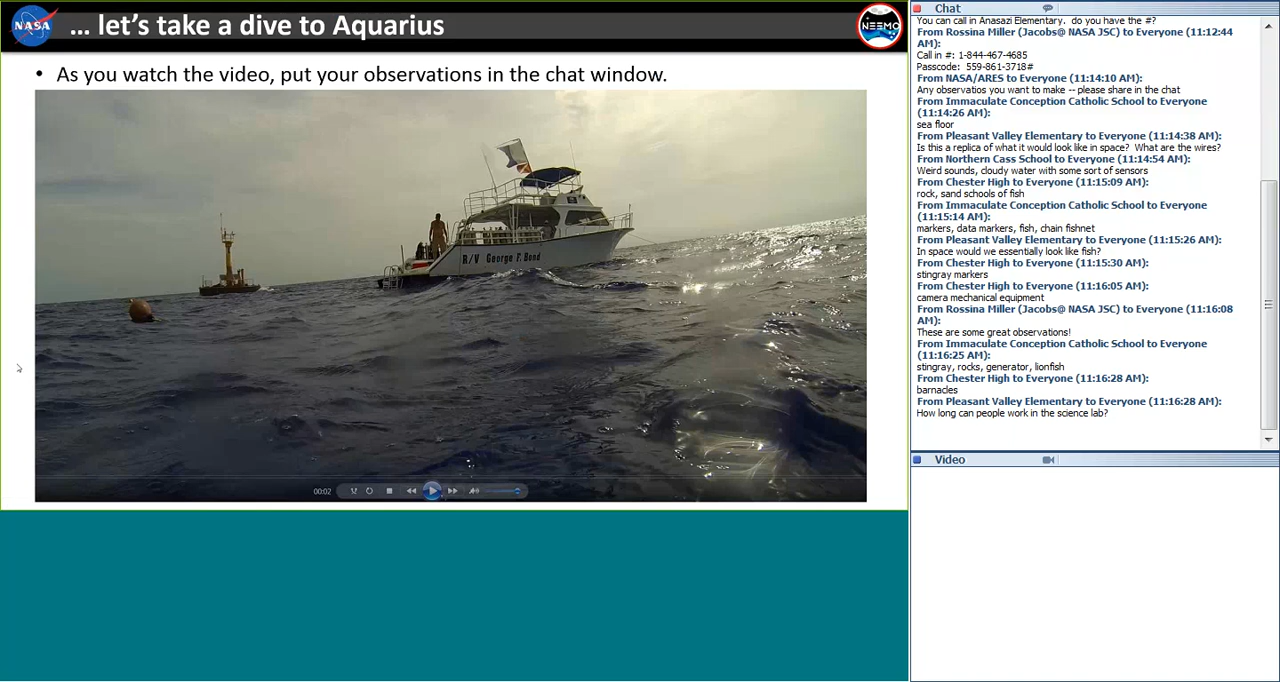 NASA
… let's take a dive to Aquarius
NEEMO
• As you watch the video, put your observations in the chat window.
R/V George F. Bond
00:02
Chat
You can call in Anasazi Elementary. do you have the #?
From Rossina Miller (Jacobs@ NASA JSC) to Everyone (11:12:44
AM):
Call in #: 1-844-467-4685
Passcode: 559-861-3718#
From NASA/ARES to Everyone (11:14:10 AM):
Any observatios you want to make -- please share in the chat
From Immaculate Conception Catholic School to Everyone
(11:14:26 AM):
sea floor
From Pleasant Valley Elementary to Everyone (11:14:38 AM):
Is this a replica of what it would look like in space? What are the wires?
From Northern Cass School to Everyone (11:14:54 AM):
Weird sounds, cloudy water with some sort of sensors
From Chester High to Everyone (11:15:09 AM):
rock, sand schools of fish
From Immaculate Conception Catholic School to Everyone
(11:15:14 AM):
markers, data markers, fish, chain fishnet
From Pleasant Valley Elementary to Everyone (11:15:26 AM):
In space would we essentially look like fish?
From Chester High to Everyone (11:15:30 AM):
stingray markers
From Chester High to Everyone (11:16:05 AM):
camera mechanical equipment
From Rossina Miller (Jacobs@ NASA JSC) to Everyone (11:16:08
AM):
These are some great observations!
From Immaculate Conception Catholic School to Everyone
(11:16:25 AM):
stingray, rocks, generator, lionfish
From Chester High to Everyone (11:16:28 AM):
barnacles
From Pleasant Valley Elementary to Everyone (11:16:28 AM):
How long can people work in the science lab?
Video